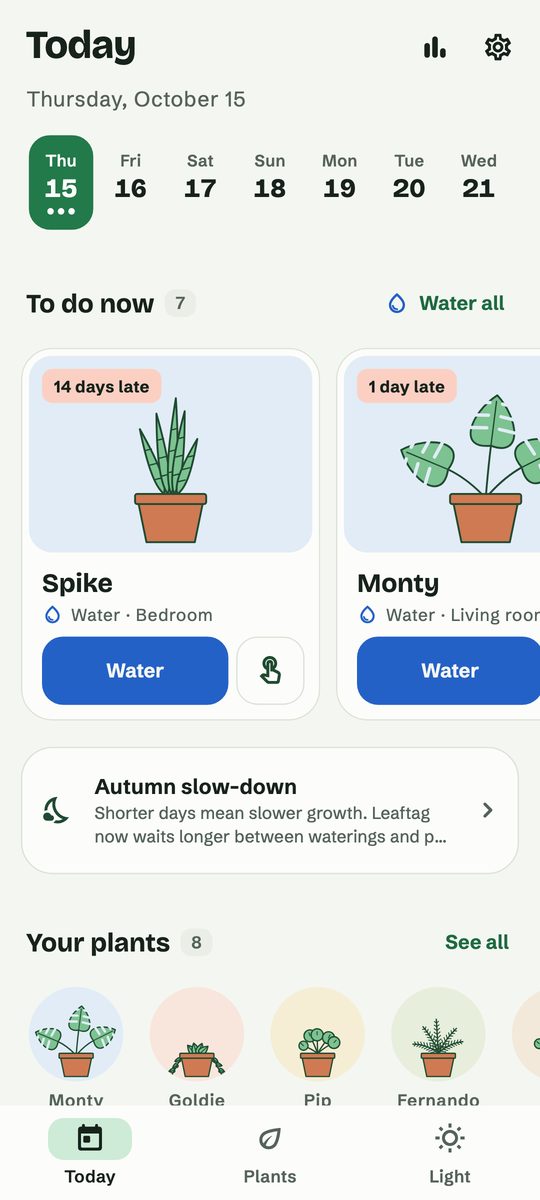 Today
Thursday, October 15
Thu Fri Sat Sun Mon Tue Wed
15 16 17 18 19 20 21
To do now 7 Water all
14 days late
1 day late
Spike
Water · Bedroom
Water
Monty
Water · Living room
Water
Autumn slow-down
Shorter days mean slower growth. Leaftag
now waits longer between waterings and p...
Your plants 8 See all
Monty Goldie Pip Fernando
Today Plants Light